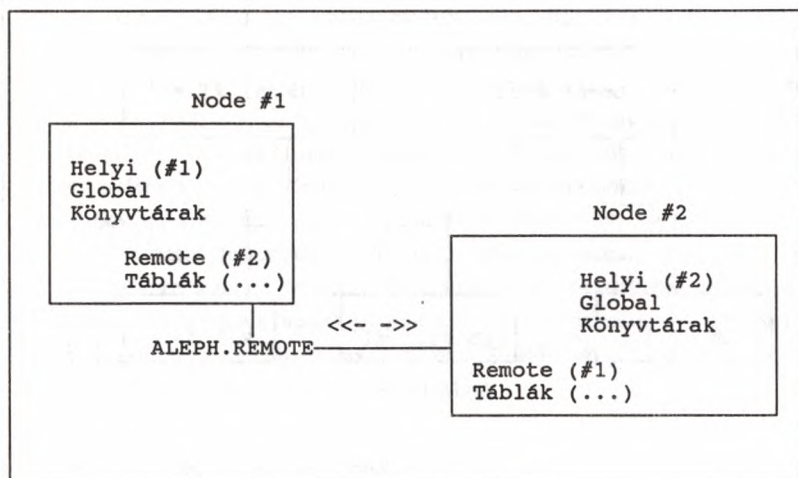 Node #1
Helyi (#1)
Global
Könyvtárak
Remote (#2)
Táblák (...)
Node #2
Helyi (#2)
Global
Könyvtárak
<<- ->>
ALEPH.REMOTE
Remote (#1)
Táblák (...)